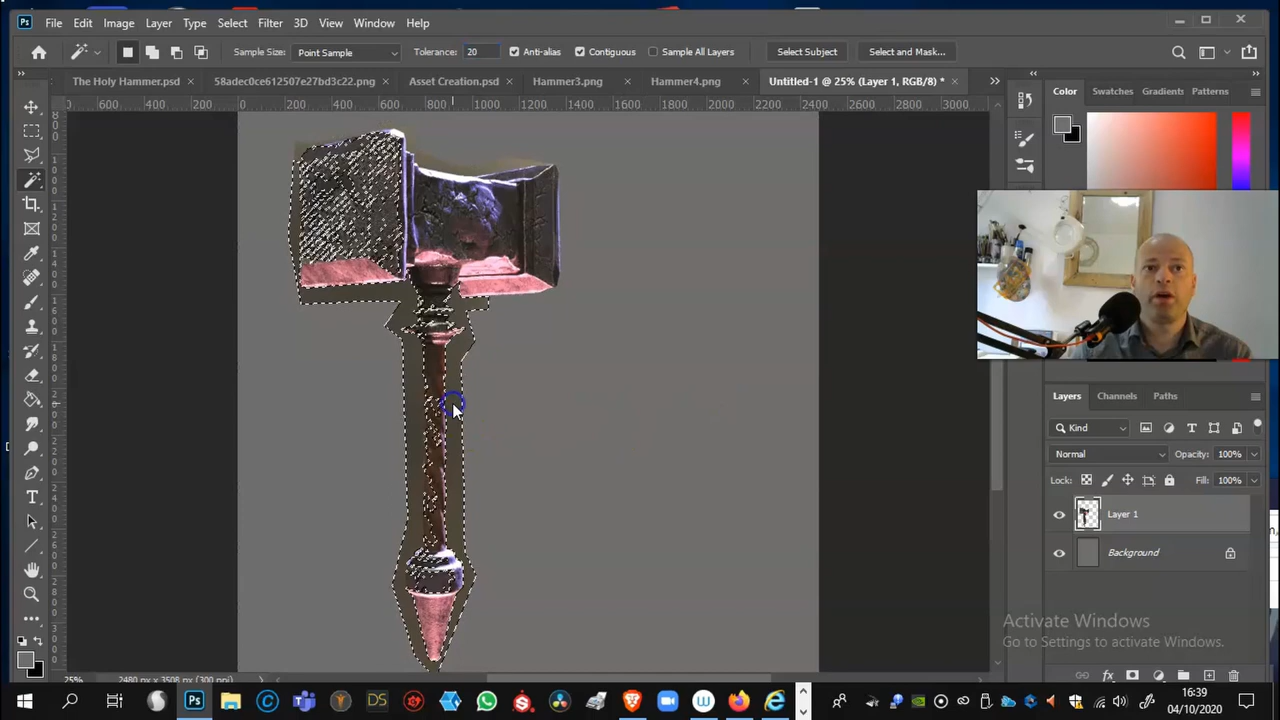 Ps File Edit Image Layer Type Select Filter 3D View Window Help
Sample Size: Point Sample Tolerance: 20 Anti-alias Contiguous Sample All Layers Select Subject Select and Mask...
The Holy Hammer.psd × 58adec0ce612507e27bd3c22.png × Asset Creation.psd × Hammer3.png × Hammer4.png × Untitled-1 @ 25% (Layer 1, RGB/8) * ×
600 400 200 0 200 400 600 800 1000 1200 1400 1600 1800 2000 2200 2400 2600 2800 3000
Color Swatches Gradients Patterns
Layers Channels Paths
Kind
Normal Opacity: 100%
Lock: Fill: 100%
Layer 1
Background
Activate Windows
Go to Settings to activate Windows.
25% 2480 px x 3508 px (300 ppi)
16:39
04/10/2020